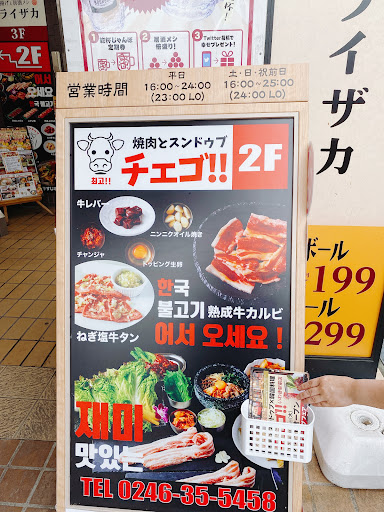 ライザカ
3F
2F
営業時間
平日
16:00~24:00
(23:00 LO)
土・日・祝前日
16:00~25:00
(24:00 LO)
焼肉とスンドゥブ
チェゴ!!
2F
최고!!
牛レバー
ニンニクオイル焼き
チャンジャ
トッピング生卵
ねぎ塩牛タン
한국
불고기
熟成牛カルビ
어서 오세요!
재미
맛있는
TEL 0246-35-5458
ライザカ
ボール
199
ール
299